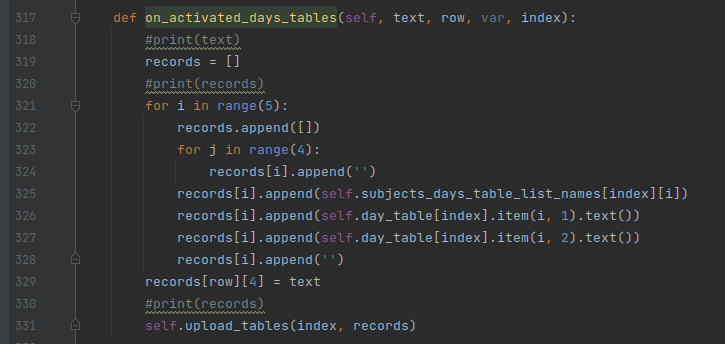 317 def on_activated_days_tables(self, text, row, var, index):
318 #print(text)
319 records = []
320 #print(records)
321 for i in range(5):
322 records.append([])
323 for j in range(4):
324 records[i].append('')
325 records[i].append(self.subjects_days_table_list_names[index][i])
326 records[i].append(self.day_table[index].item(i, 1).text())
327 records[i].append(self.day_table[index].item(i, 2).text())
328 records[i].append('')
329 records[row][4] = text
330 #print(records)
331 self.upload_tables(index, records)